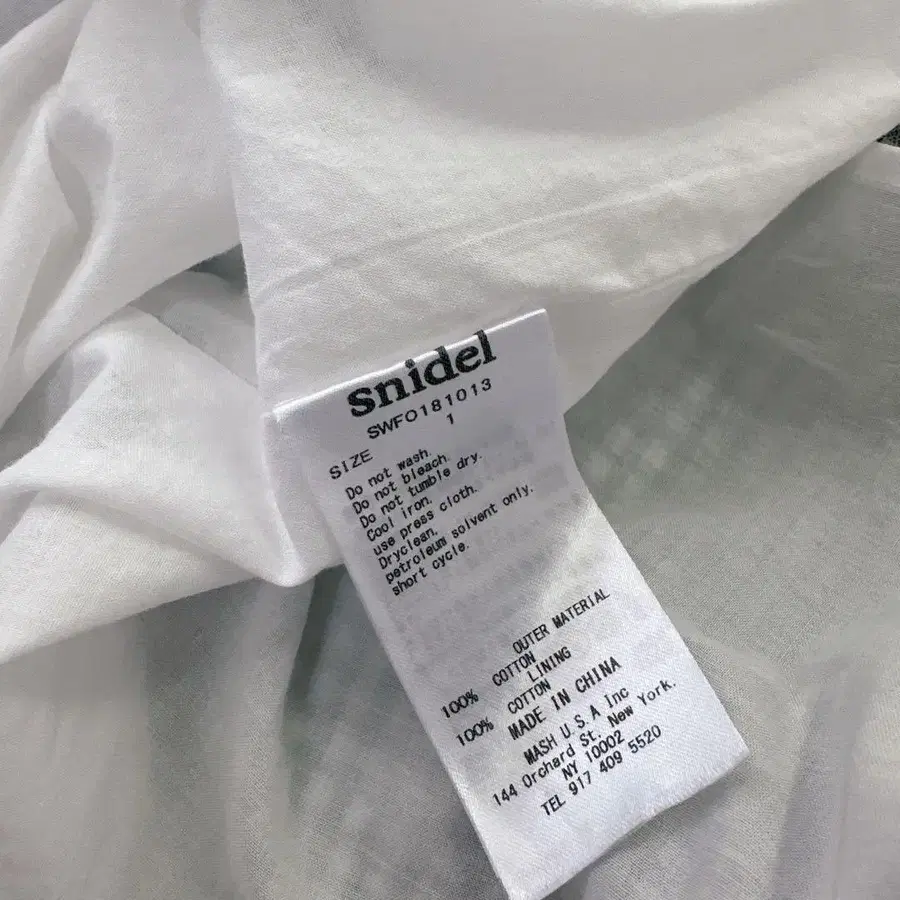 snidel
SWFO181013
SIZE 1
Do not wash.
Do not bleach.
Do not tumble dry.
Cool iron.
use press cloth.
Dryclean.
petroleum solvent only.
short cycle.
OUTER MATERIAL
100% COTTON
LINING
100% COTTON
MADE IN CHINA
MASH U.S.A Inc
144 Orchard St. New York.
NY 10002
TEL 917 409 5520